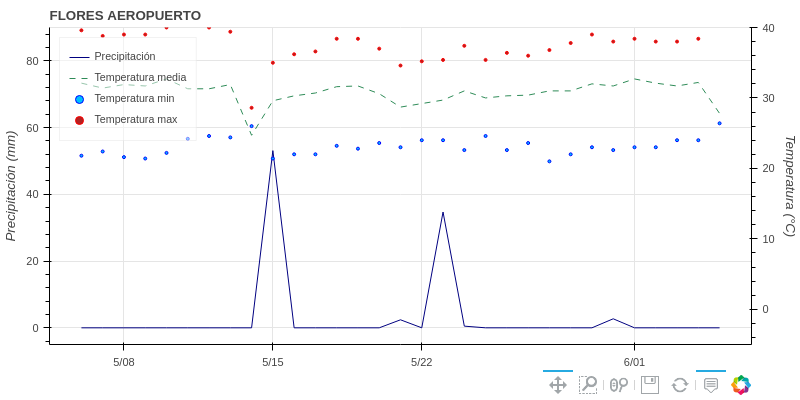 FLORES AEROPUERTO
Precipitación
Temperatura media
Temperatura min
Temperatura max
Precipitación (mm)
80
60
40
20
0
40
30
20
10
0
Temperatura (°C)
5/08
5/15
5/22
6/01